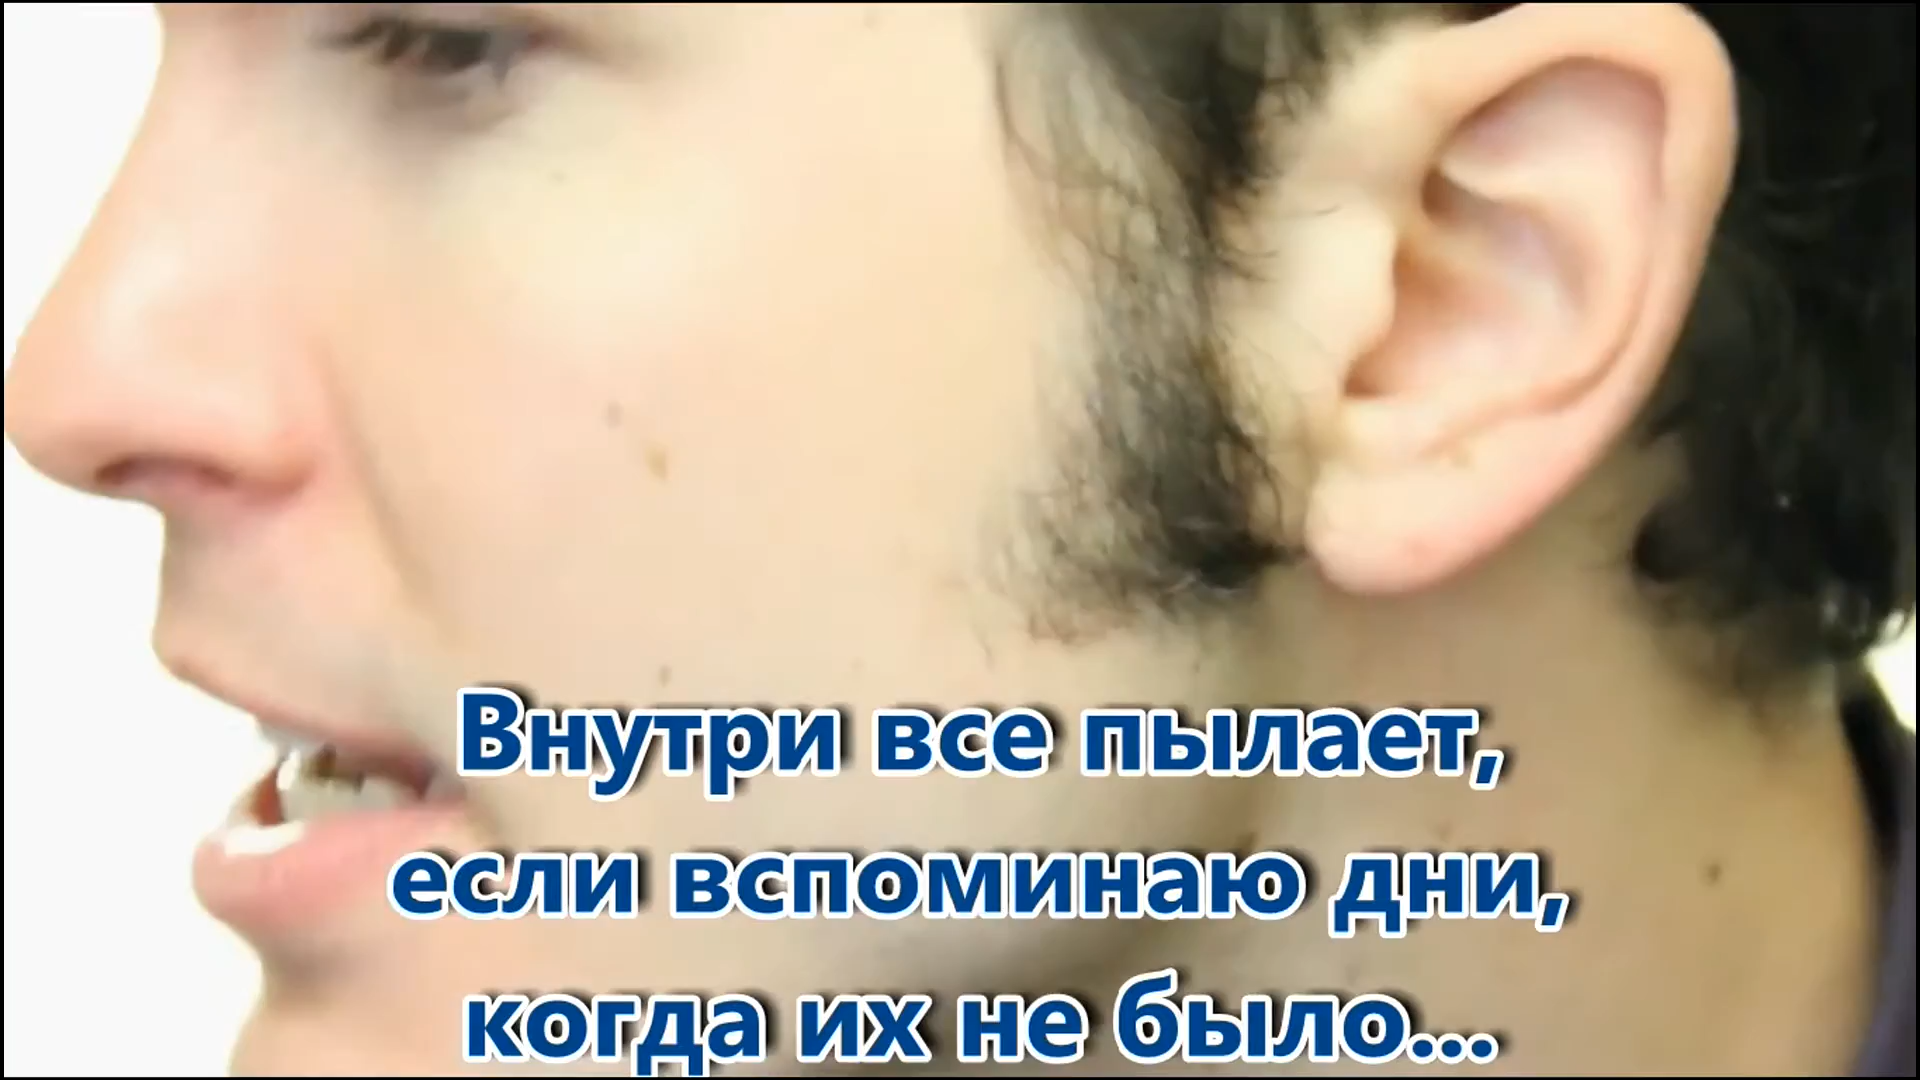 Внутри все пылает,
если вспоминаю дни,
когда их не было...